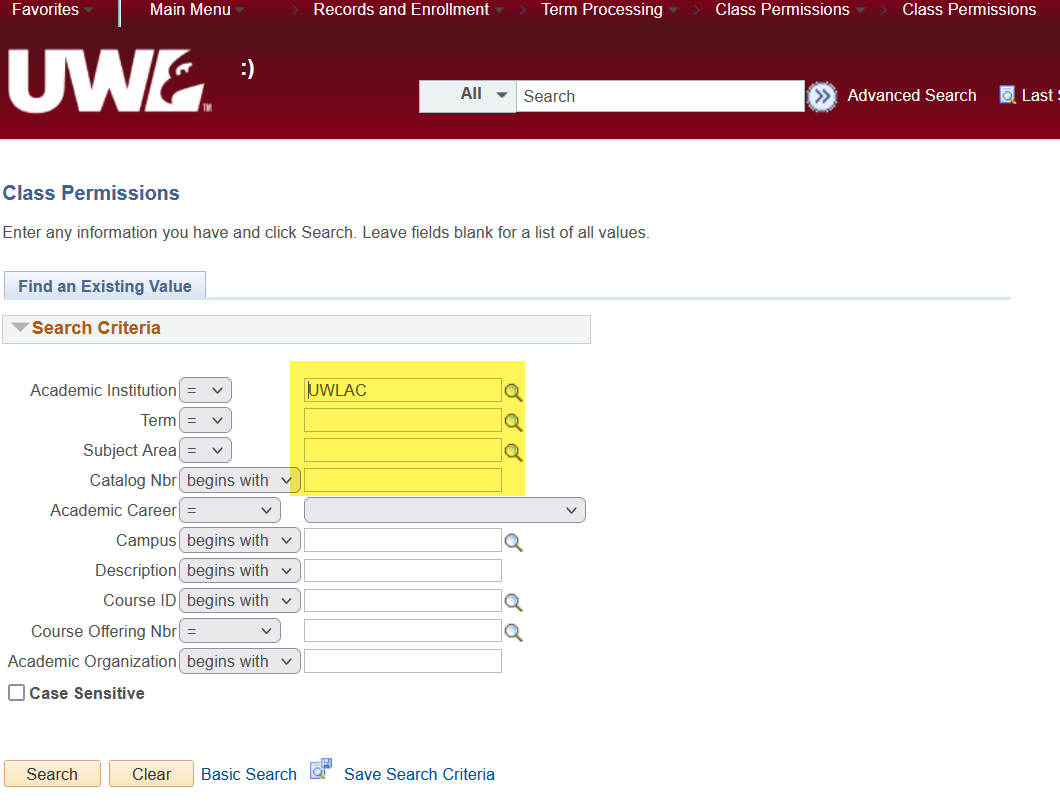 Favorites Main Menu > Records and Enrollment > Term Processing > Class Permissions > Class Permissions
UWL TM :)
All Search Advanced Search Last
Class Permissions
Enter any information you have and click Search. Leave fields blank for a list of all values.
Find an Existing Value
Search Criteria
Academic Institution = UWLAC
Term =
Subject Area =
Catalog Nbr begins with
Academic Career =
Campus begins with
Description begins with
Course ID begins with
Course Offering Nbr =
Academic Organization begins with
Case Sensitive
Search Clear Basic Search Save Search Criteria